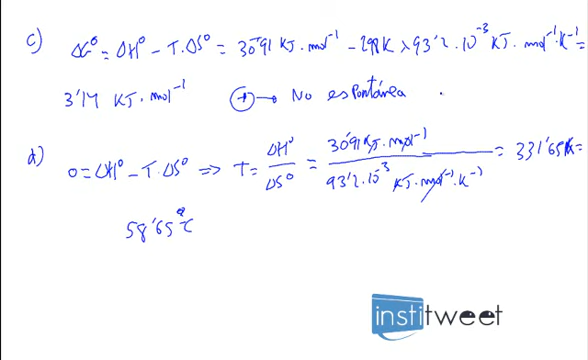 c) ΔG° = ΔH° - T·ΔS° = 30'91 KJ·mol⁻¹ - 298K x 93'2·10⁻³ KJ·mol⁻¹·K⁻¹ =
3'14 KJ·mol⁻¹ (+) → No espontánea.
d) 0 = ΔH° - T·ΔS° ⇒ T = ΔH°/ΔS° = 30'91 KJ·mol⁻¹ / 93'2·10⁻³ KJ·mol⁻¹·K⁻¹ = 331'65K =
58'65°C
institweet